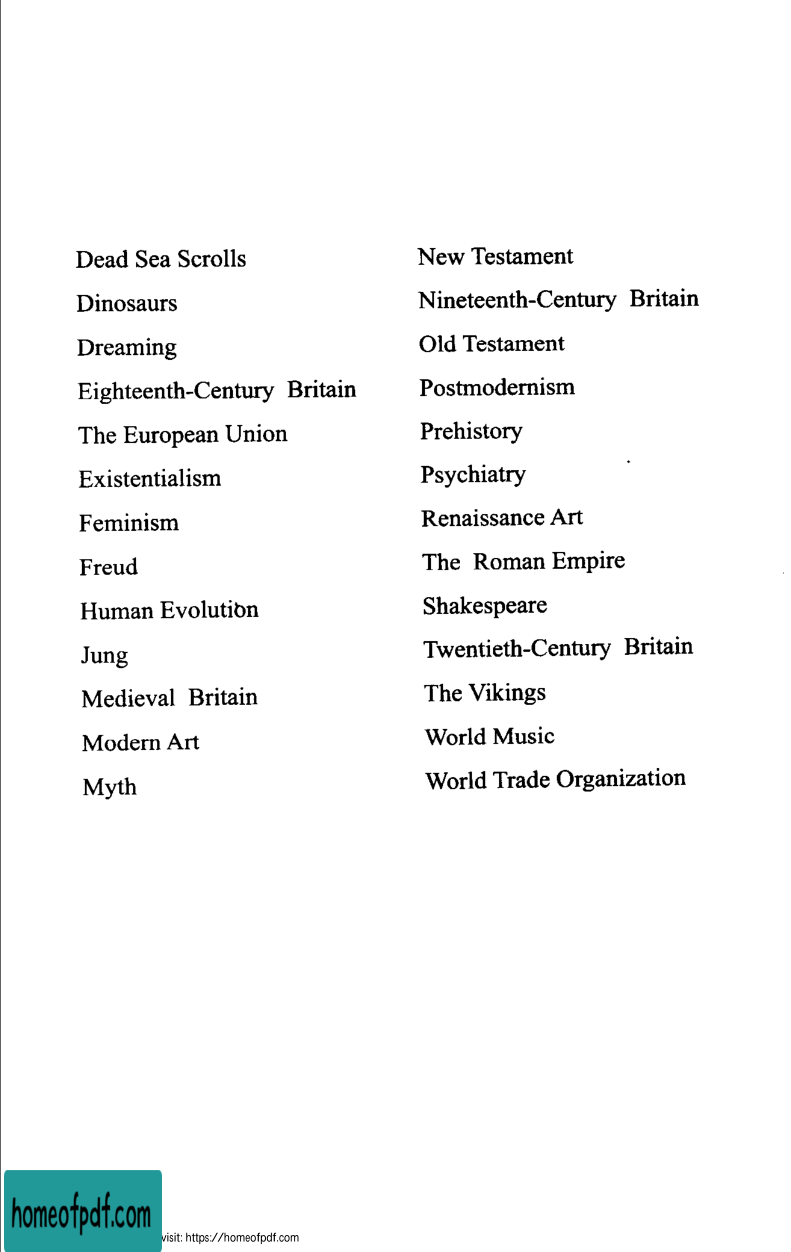 Dead Sea Scrolls
Dinosaurs
Dreaming
Eighteenth-Century Britain
The European Union
Existentialism
Feminism
Freud
Human Evolution
Jung
Medieval Britain
Modern Art
Myth
New Testament
Nineteenth-Century Britain
Old Testament
Postmodernism
Prehistory
Psychiatry
Renaissance Art
The Roman Empire
Shakespeare
Twentieth-Century Britain
The Vikings
World Music
World Trade Organization
homeofpdf.com
visit: https://homeofpdf.com